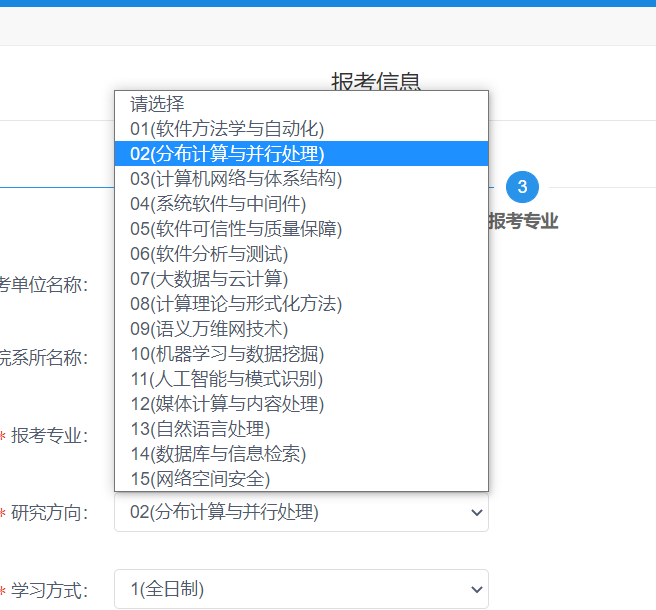 报考信息
请选择
01(软件方法学与自动化)
02(分布计算与并行处理)
03(计算机网络与体系结构)
04(系统软件与中间件)
05(软件可信性与质量保障)
06(软件分析与测试)
07(大数据与云计算)
08(计算理论与形式化方法)
09(语义万维网技术)
10(机器学习与数据挖掘)
11(人工智能与模式识别)
12(媒体计算与内容处理)
13(自然语言处理)
14(数据库与信息检索)
15(网络空间安全)
3
报考专业
考单位名称：
院系所名称：
* 报考专业：
* 研究方向： 02(分布计算与并行处理)
* 学习方式： 1(全日制)